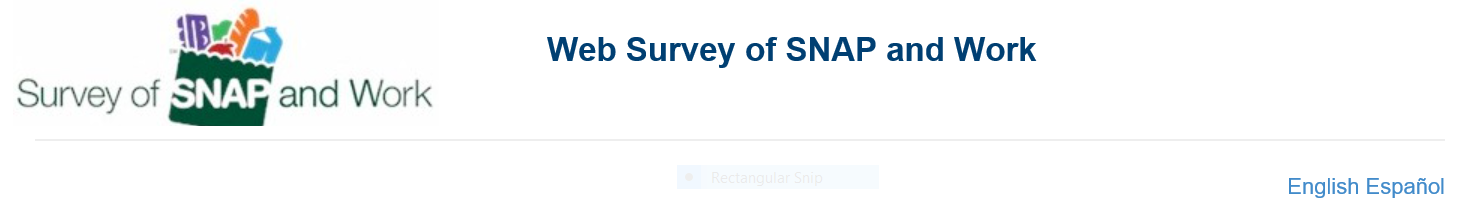 Web Survey of SNAP and Work
Survey of SNAP and Work
Rectangular Snip
English Español